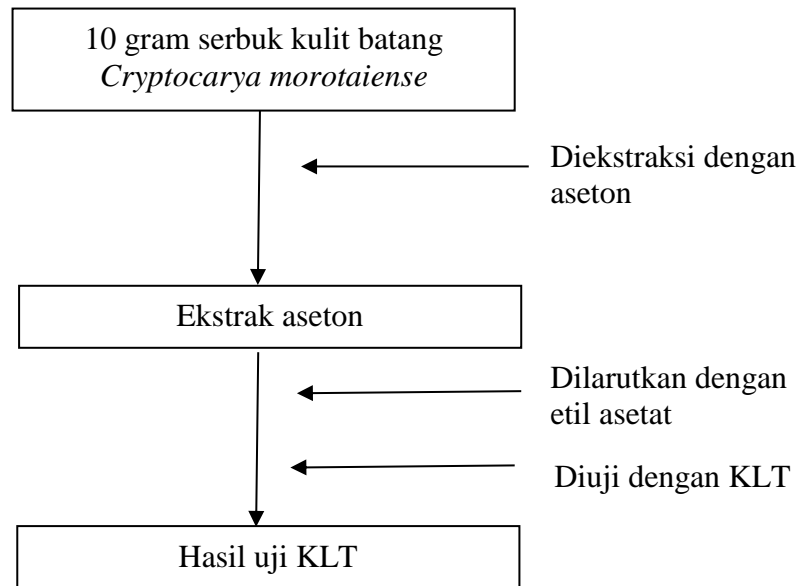 10 gram serbuk kulit batang
Cryptocarya morotaiense
Diekstraksi dengan
aseton
Ekstrak aseton
Dilarutkan dengan
etil asetat
Diuji dengan KLT
Hasil uji KLT